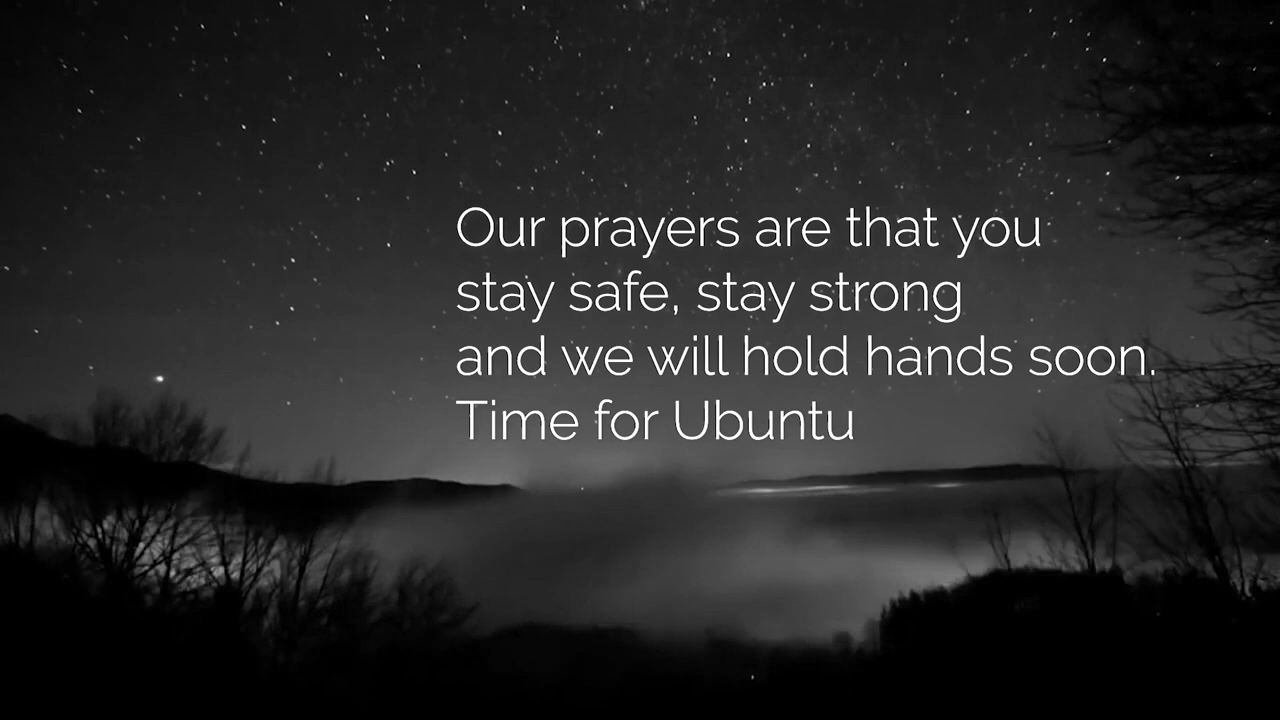 Our prayers are that you
stay safe, stay strong
and we will hold hands soon.
Time for Ubuntu